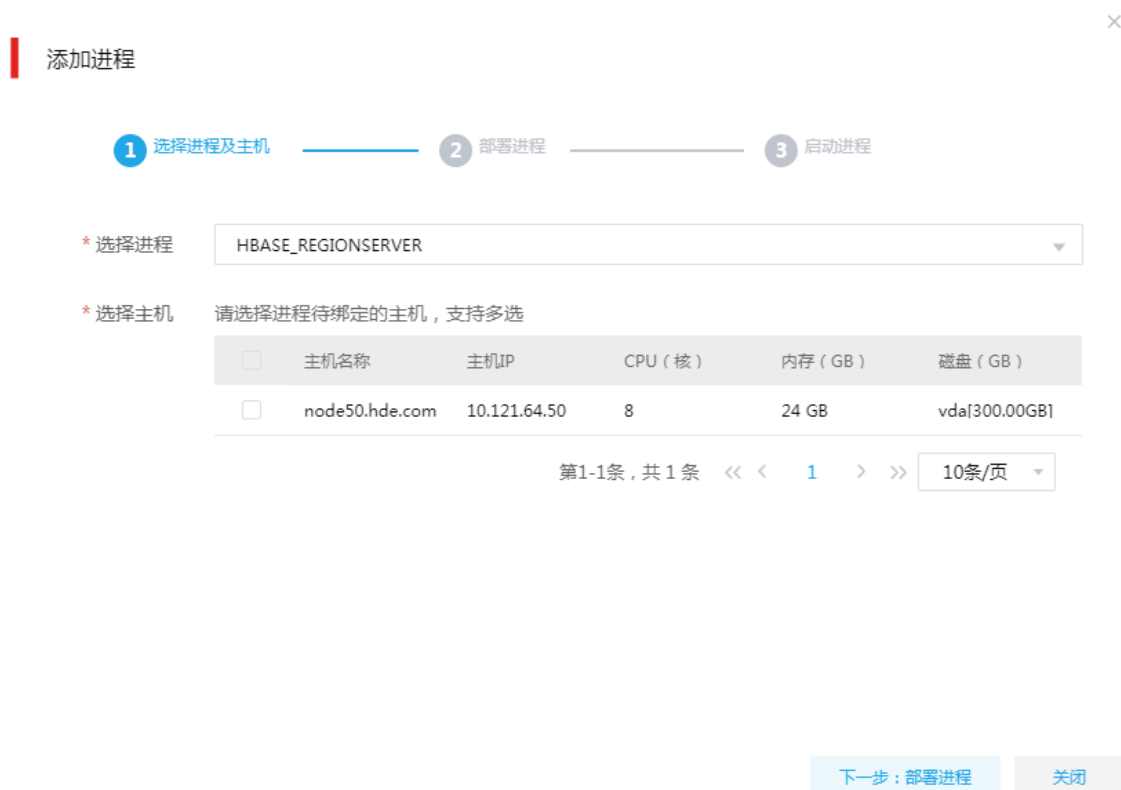 添加进程
1 选择进程及主机 2 部署进程 3 启动进程
* 选择进程 HBASE_REGIONSERVER
* 选择主机 请选择进程待绑定的主机，支持多选
主机名称 主机IP CPU（核） 内存（GB） 磁盘（GB）
node50.hde.com 10.121.64.50 8 24 GB vda[300.00GB]
第1-1条，共 1 条 1 10条/页
下一步：部署进程 关闭